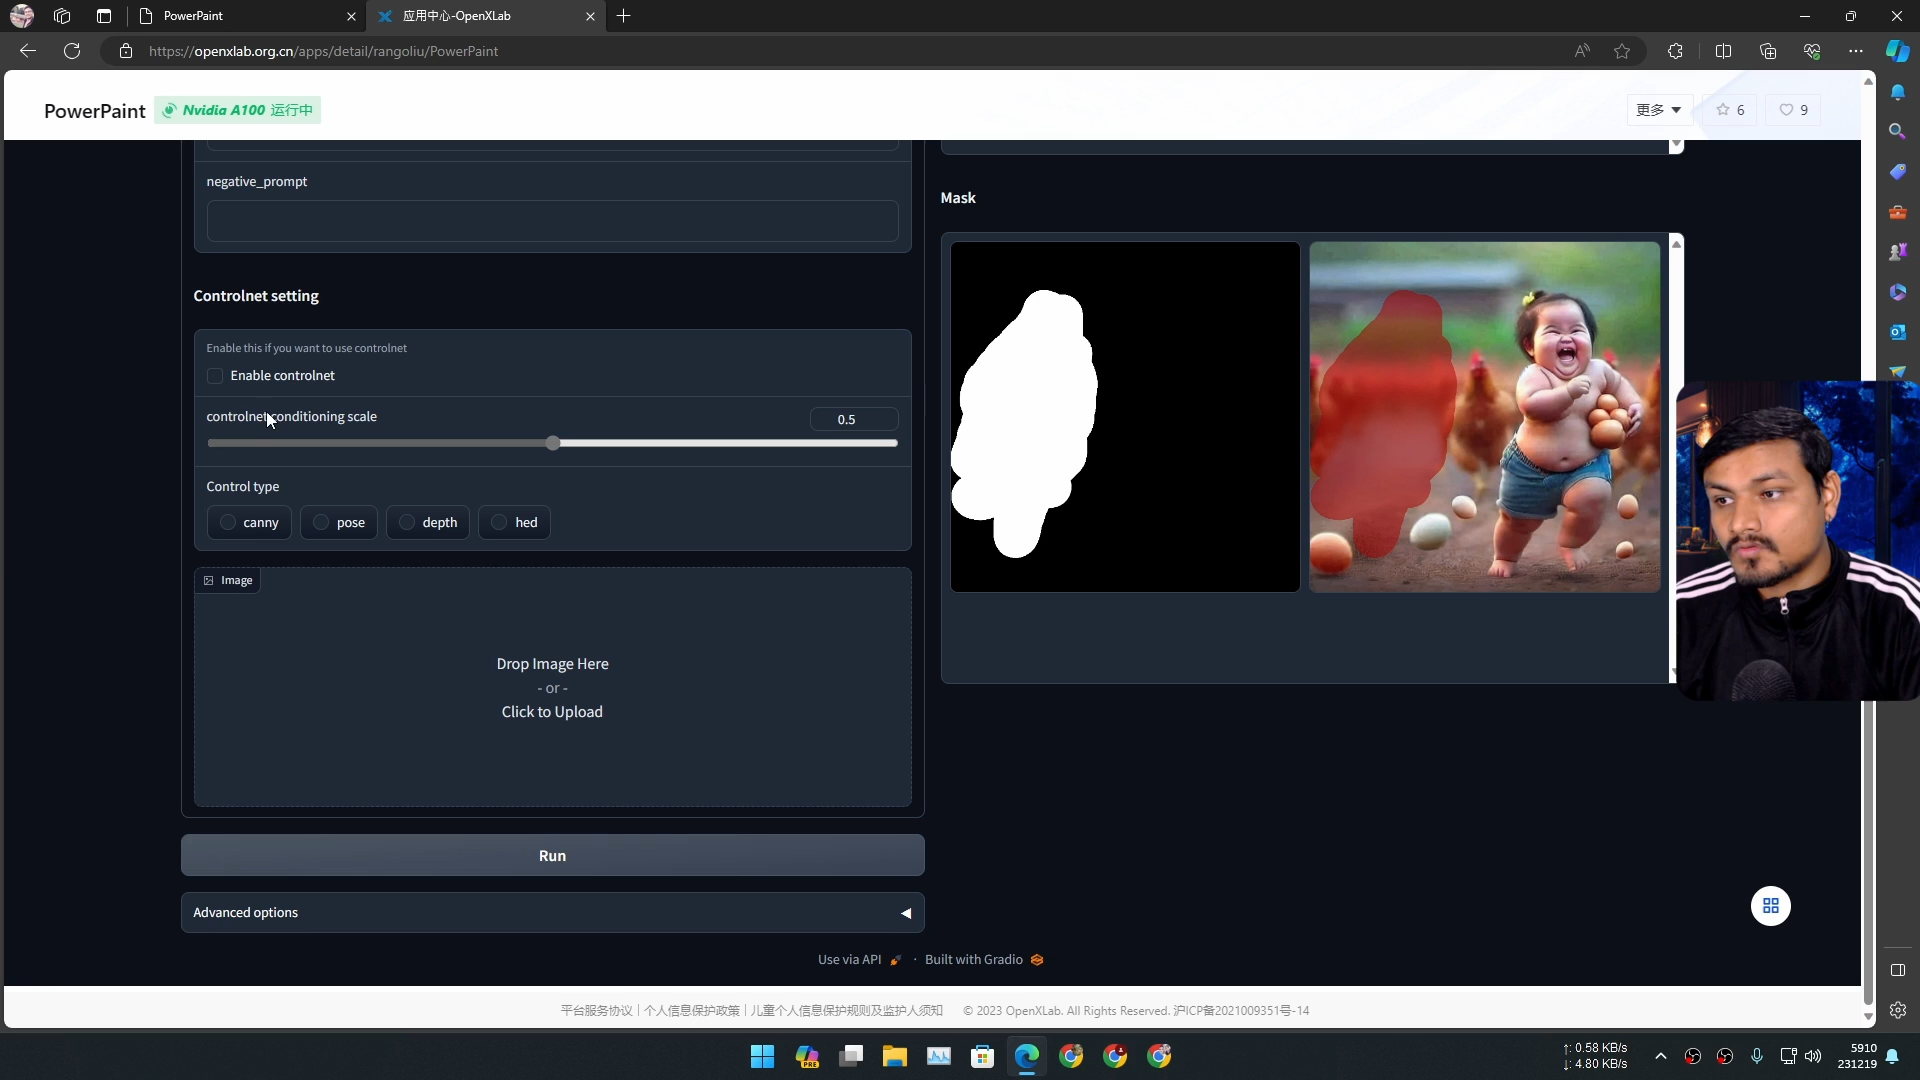 PowerPaint
应用中心-OpenXLab
https://openxlab.org.cn/apps/detail/rangoliu/PowerPaint
PowerPaint
Nvidia A100 运行中
更多
6
9
negative_prompt
Mask
Controlnet setting
Enable this if you want to use controlnet
Enable controlnet
controlnet conditioning scale
0.5
Control type
canny
pose
depth
hed
Image
Drop Image Here
- or -
Click to Upload
Run
Advanced options
Use via API
·
Built with Gradio
平台服务协议|个人信息保护政策|儿童个人信息保护规则及监护人须知 © 2023 OpenXLab. All Rights Reserved. 沪ICP备2021009351号-14
PRE
↑: 0.58 KB/s
↓: 4.80 KB/s
5910
231219